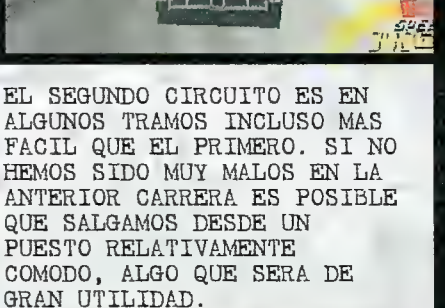 EL SEGUNDO CIRCUITO ES EN
ALGUNOS TRAMOS INCLUSO MAS
FACIL QUE EL PRIMERO. SI NO
HEMOS SIDO MUY MALOS EN LA
ANTERIOR CARRERA ES POSIBLE
QUE SALGAMOS DESDE UN
PUESTO RELATIVAMENTE
COMODO, ALGO QUE SERA DE
GRAN UTILIDAD.